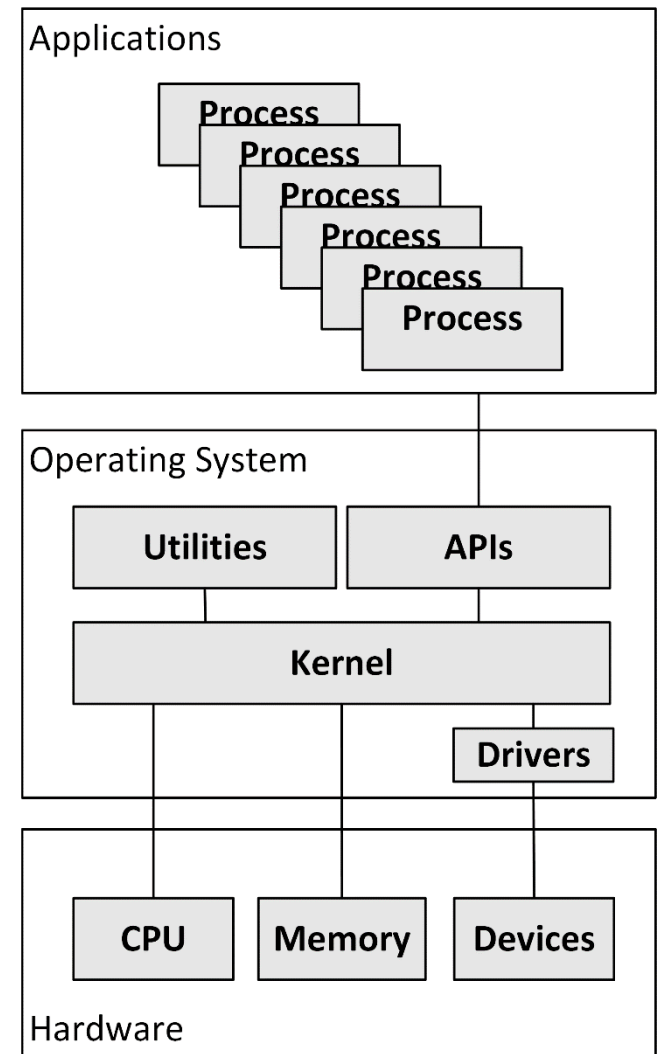 Applications
Process
Process
Process
Process
Process
Process
Operating System
Utilities
APIs
Kernel
Drivers
CPU
Memory
Devices
Hardware